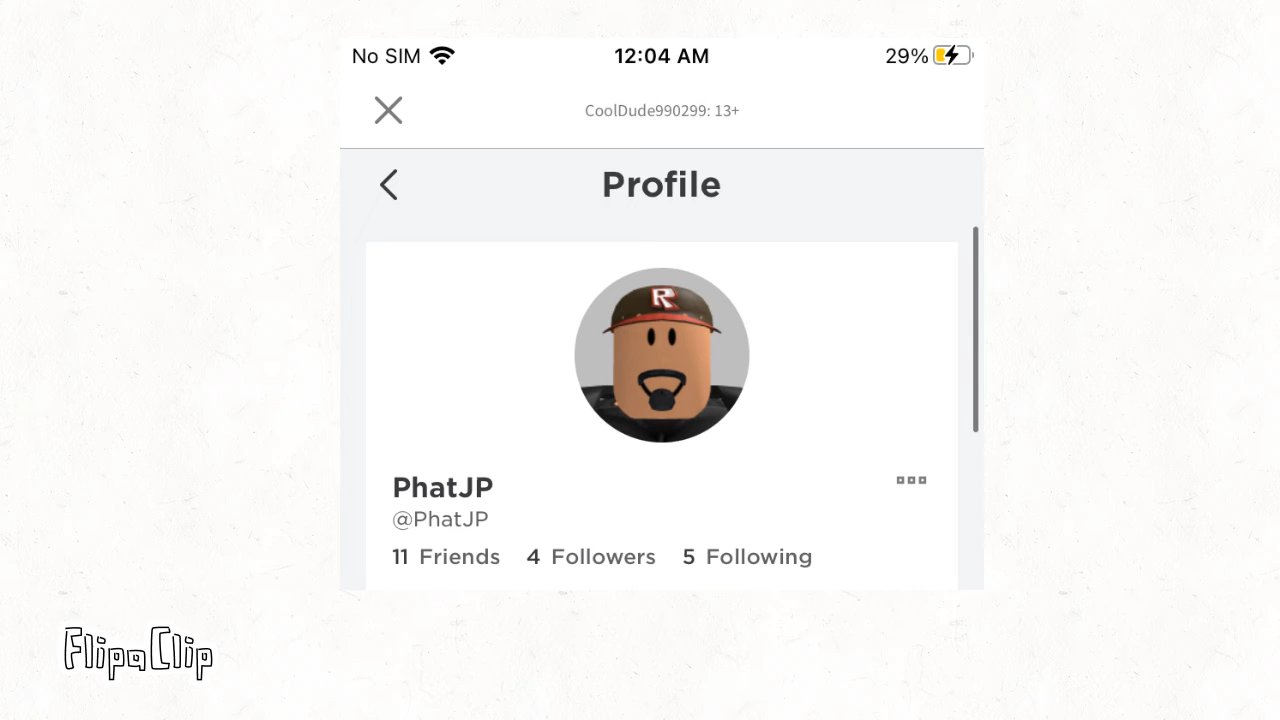 No SIM 12:04 AM 29%
CoolDude990299: 13+
Profile
R
PhatJP
@PhatJP
11 Friends 4 Followers 5 Following
FlipaClip